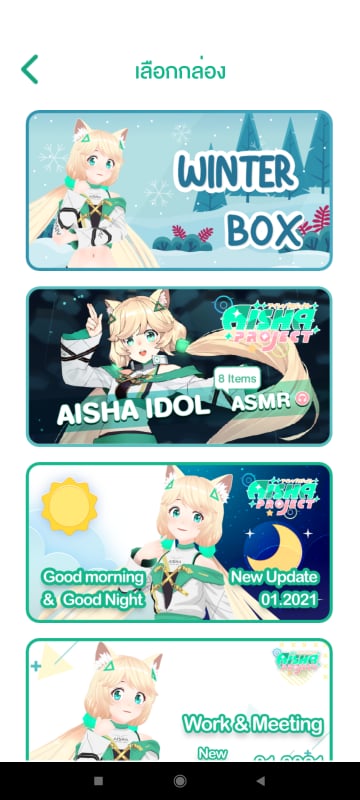 เลือกกล่อง
WINTER
BOX
AISHA
PROJECT
8 Items
AISHA IDOL ASMR
AISHA
PROJECT
Good morning
& Good Night
New Update
01.2021
AISHA
Work & Meeting
New